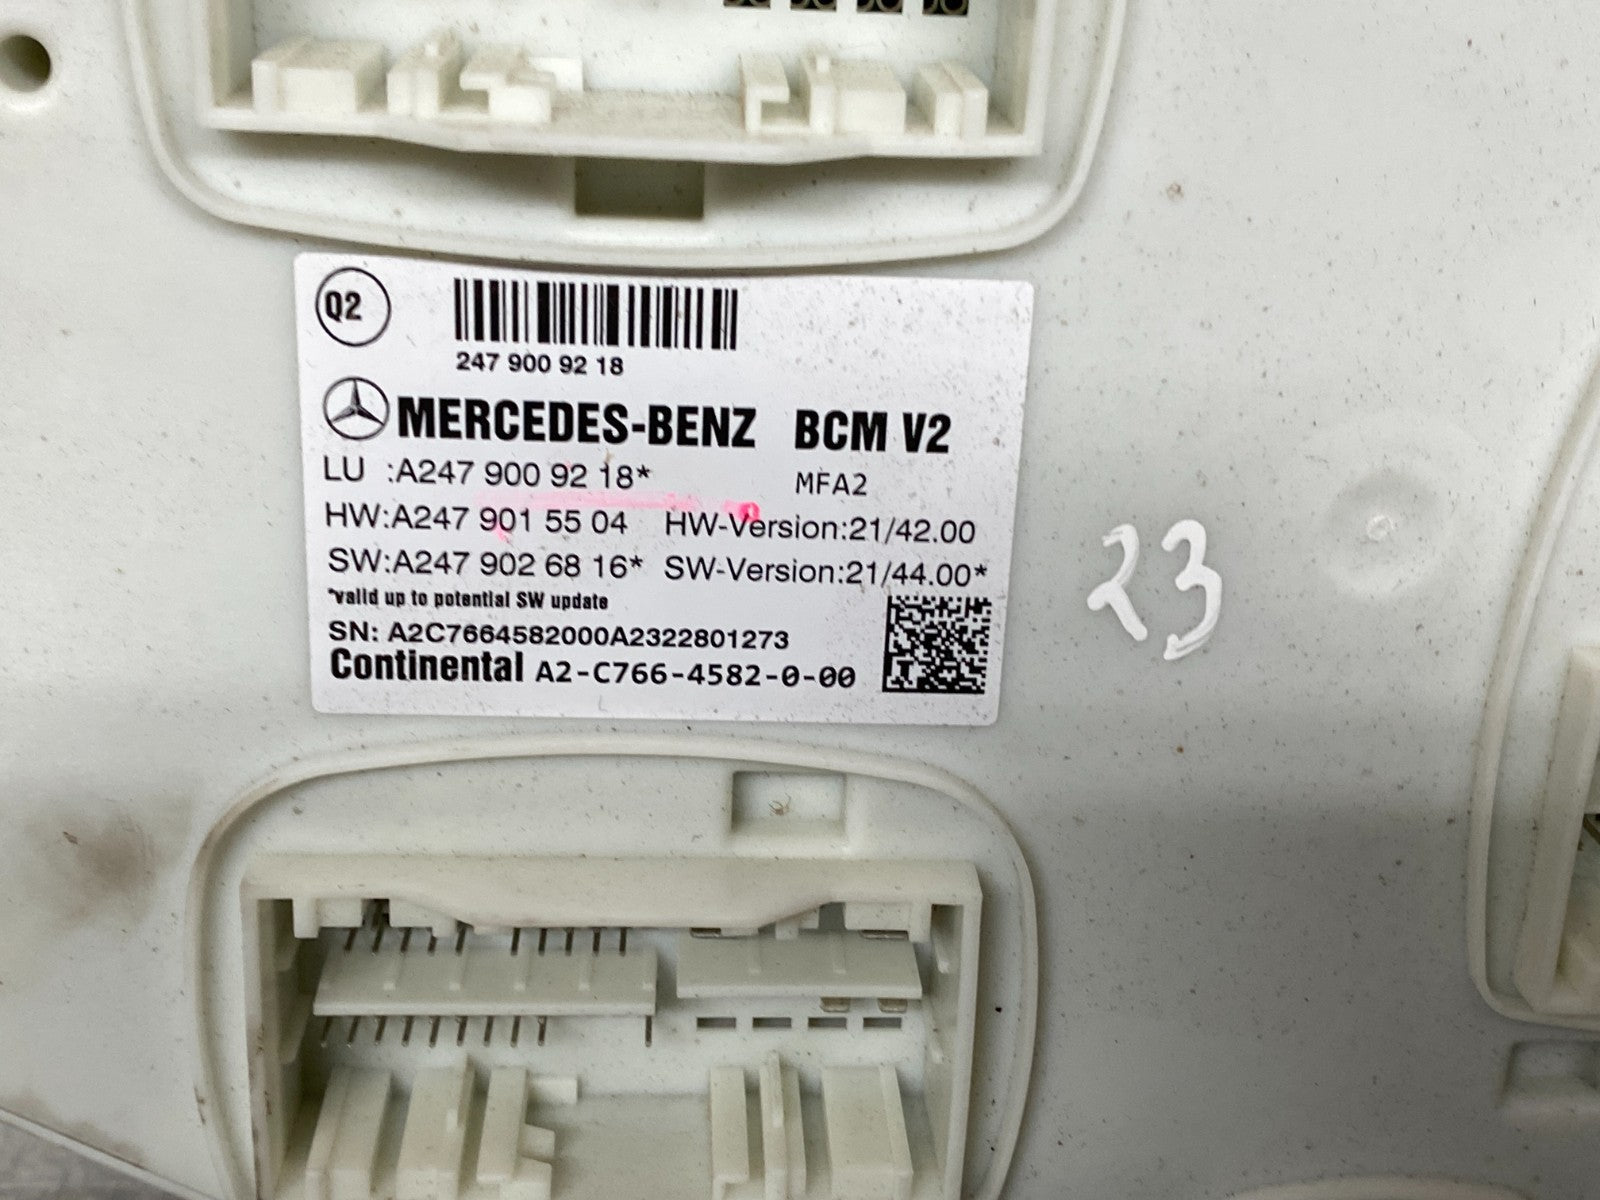 Q2
247 900 92 18
MERCEDES-BENZ BCM V2
LU :A247 900 92 18* MFA2
HW:A247 901 55 04 HW-Version:21/42.00
SW:A247 902 68 16* SW-Version:21/44.00*
*valid up to potential SW update
SN: A2C7664582000A2322801273
Continental A2-C766-4582-0-00
23